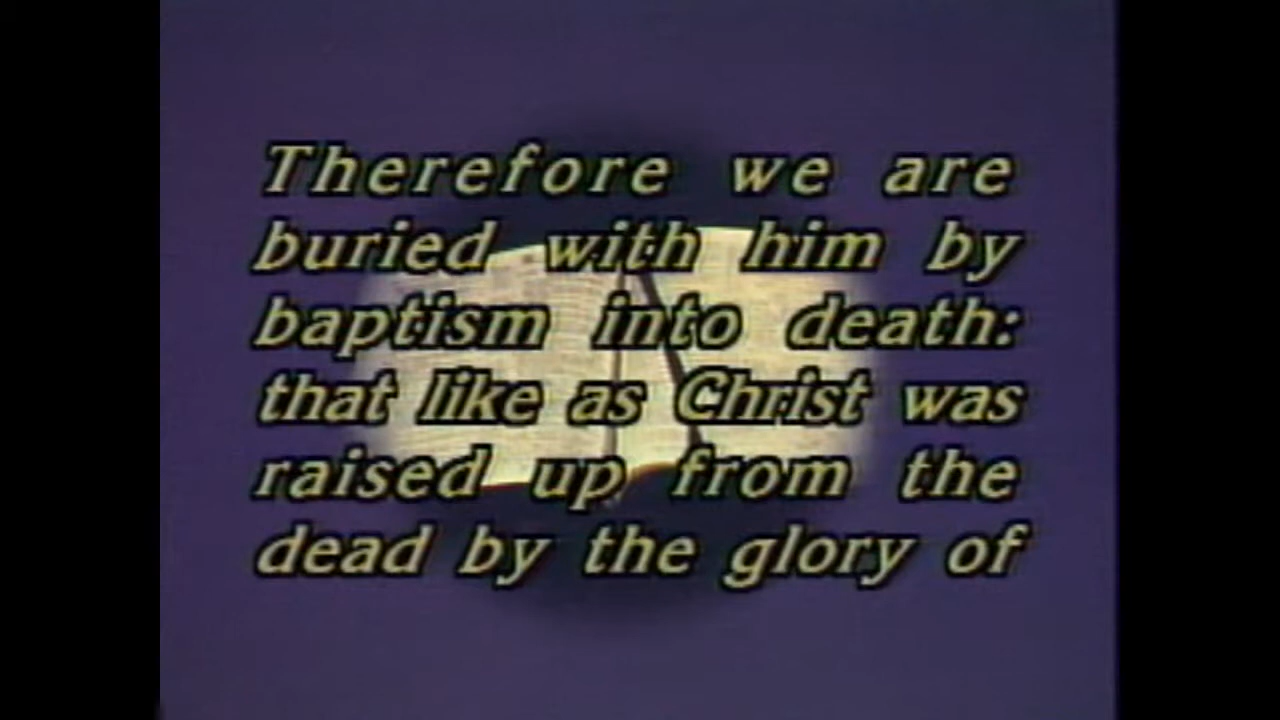 Therefore we are
buried with him by
baptism into death:
that like as Christ was
raised up from the
dead by the glory of